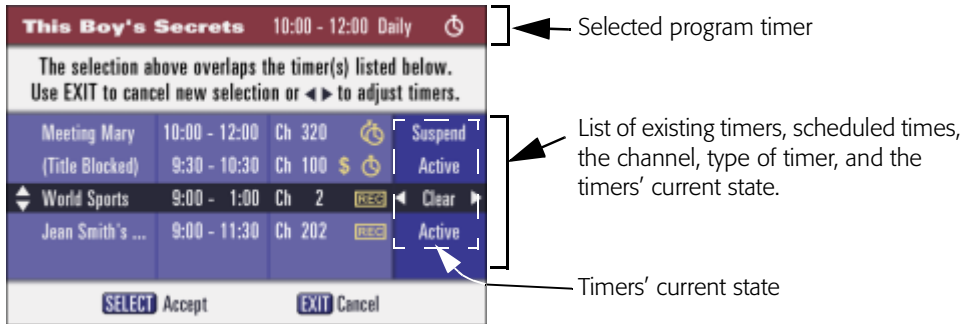 This Boy's Secrets 10:00 - 12:00 Daily
Selected program timer
The selection above overlaps the timer(s) listed below.
Use EXIT to cancel new selection or ◀ ▶ to adjust timers.
Meeting Mary 10:00 - 12:00 Ch 320 Suspend
(Title Blocked) 9:30 - 10:30 Ch 100 $ Active
World Sports 9:00 - 1:00 Ch 2 REC ◀ Clear ▶
Jean Smith's ... 9:00 - 11:30 Ch 202 REC Active
List of existing timers, scheduled times,
the channel, type of timer, and the
timers' current state.
Timers' current state
SELECT Accept EXIT Cancel